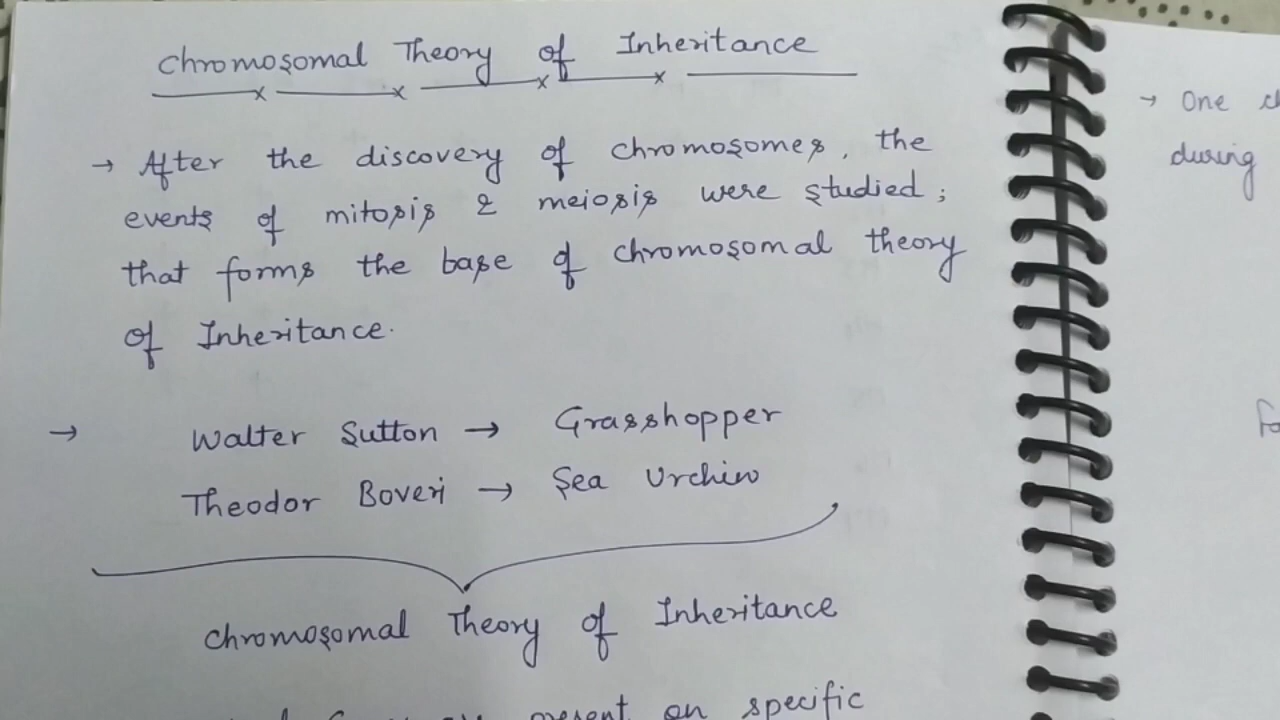 Chromosomal Theory of Inheritance
→ After the discovery of chromosomes, the
events of mitosis & meiosis were studied;
that forms the base of chromosomal theory
of Inheritance.
→ Walter Sutton → Grasshopper
Theodor Boveri → Sea Urchin
Chromosomal Theory of Inheritance
present on specific
→ One
during